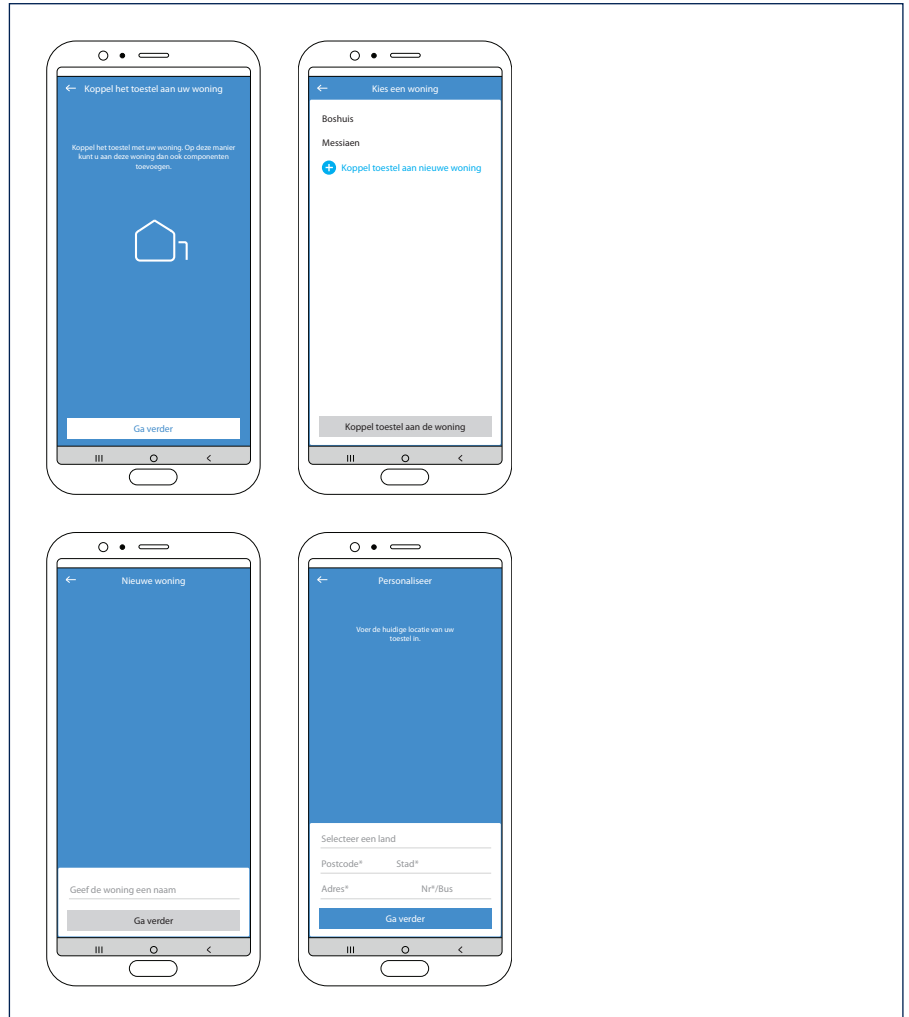 Koppel het toestel aan uw woning
Koppel het toestel met uw woning. Op deze manier
kunt u aan deze woning dan ook componenten
toevoegen.
Ga verder
Kies een woning
Boshuis
Messiaen
Koppel toestel aan nieuwe woning
Koppel toestel aan de woning
Nieuwe woning
Geef de woning een naam
Ga verder
Personaliseer
Voer de huidige locatie van uw
toestel in.
Selecteer een land
Postcode* Stad*
Adres* Nr*/Bus
Ga verder